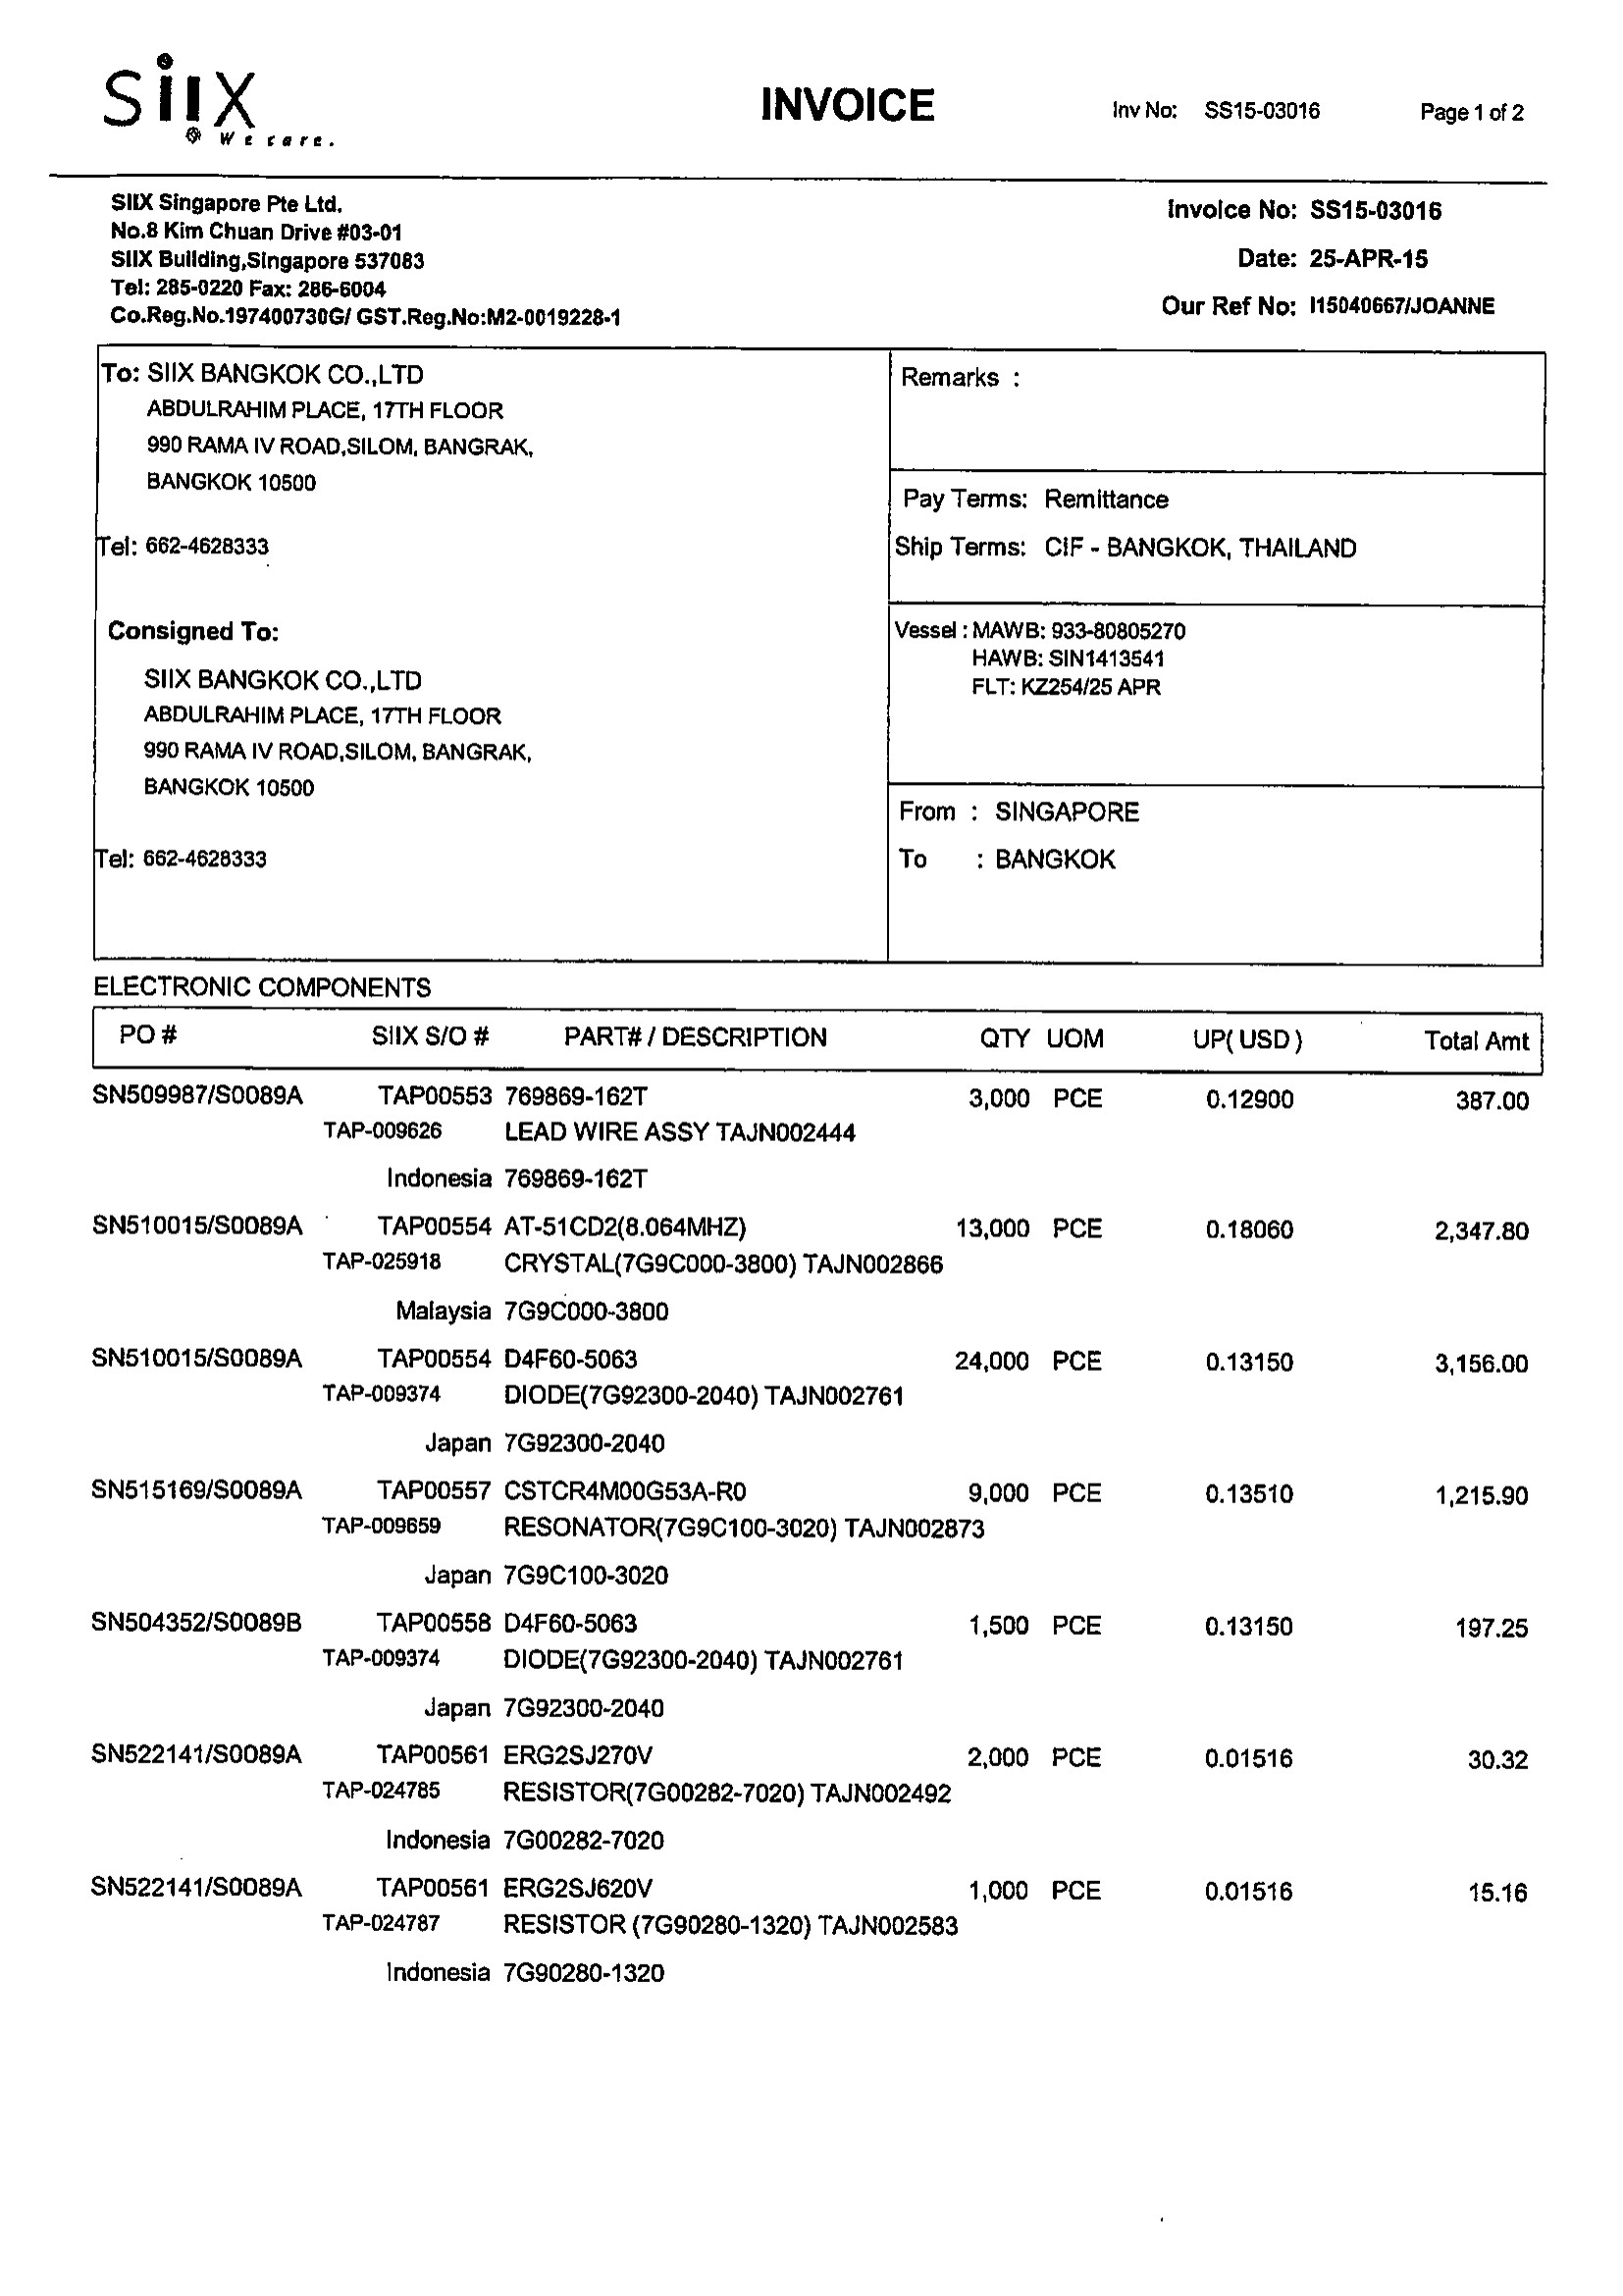 SIIX
We care.
INVOICE
Inv No: SS15-03016
Page 1 of 2
SIIX Singapore Pte Ltd.
No.8 Kim Chuan Drive #03-01
SIIX Building,Singapore 537083
Tel: 285-0220 Fax: 286-6004
Co.Reg.No.197400730G/ GST.Reg.No:M2-0019228-1
Invoice No: SS15-03016
Date: 25-APR-15
Our Ref No: I15040667/JOANNE
To: SIIX BANGKOK CO.,LTD
ABDULRAHIM PLACE, 17TH FLOOR
990 RAMA IV ROAD,SILOM, BANGRAK,
BANGKOK 10500
Tel: 662-4628333
Consigned To:
SIIX BANGKOK CO.,LTD
ABDULRAHIM PLACE, 17TH FLOOR
990 RAMA IV ROAD,SILOM, BANGRAK,
BANGKOK 10500
Tel: 662-4628333
Remarks :
Pay Terms: Remittance
Ship Terms: CIF - BANGKOK, THAILAND
Vessel : MAWB: 933-80805270
HAWB: SIN1413541
FLT: KZ254/25 APR
From : SINGAPORE
To : BANGKOK
ELECTRONIC COMPONENTS
PO # SIIX S/O # PART# / DESCRIPTION QTY UOM UP( USD ) Total Amt
SN509987/S0089A TAP00553 769869-162T 3,000 PCE 0.12900 387.00
TAP-009626 LEAD WIRE ASSY TAJN002444
Indonesia 769869-162T
SN510015/S0089A TAP00554 AT-51CD2(8.064MHZ) 13,000 PCE 0.18060 2,347.80
TAP-025918 CRYSTAL(7G9C000-3800) TAJN002866
Malaysia 7G9C000-3800
SN510015/S0089A TAP00554 D4F60-5063 24,000 PCE 0.13150 3,156.00
TAP-009374 DIODE(7G92300-2040) TAJN002761
Japan 7G92300-2040
SN515169/S0089A TAP00557 CSTCR4M00G53A-R0 9,000 PCE 0.13510 1,215.90
TAP-009659 RESONATOR(7G9C100-3020) TAJN002873
Japan 7G9C100-3020
SN504352/S0089B TAP00558 D4F60-5063 1,500 PCE 0.13150 197.25
TAP-009374 DIODE(7G92300-2040) TAJN002761
Japan 7G92300-2040
SN522141/S0089A TAP00561 ERG2SJ270V 2,000 PCE 0.01516 30.32
TAP-024785 RESISTOR(7G00282-7020) TAJN002492
Indonesia 7G00282-7020
SN522141/S0089A TAP00561 ERG2SJ620V 1,000 PCE 0.01516 15.16
TAP-024787 RESISTOR (7G90280-1320) TAJN002583
Indonesia 7G90280-1320